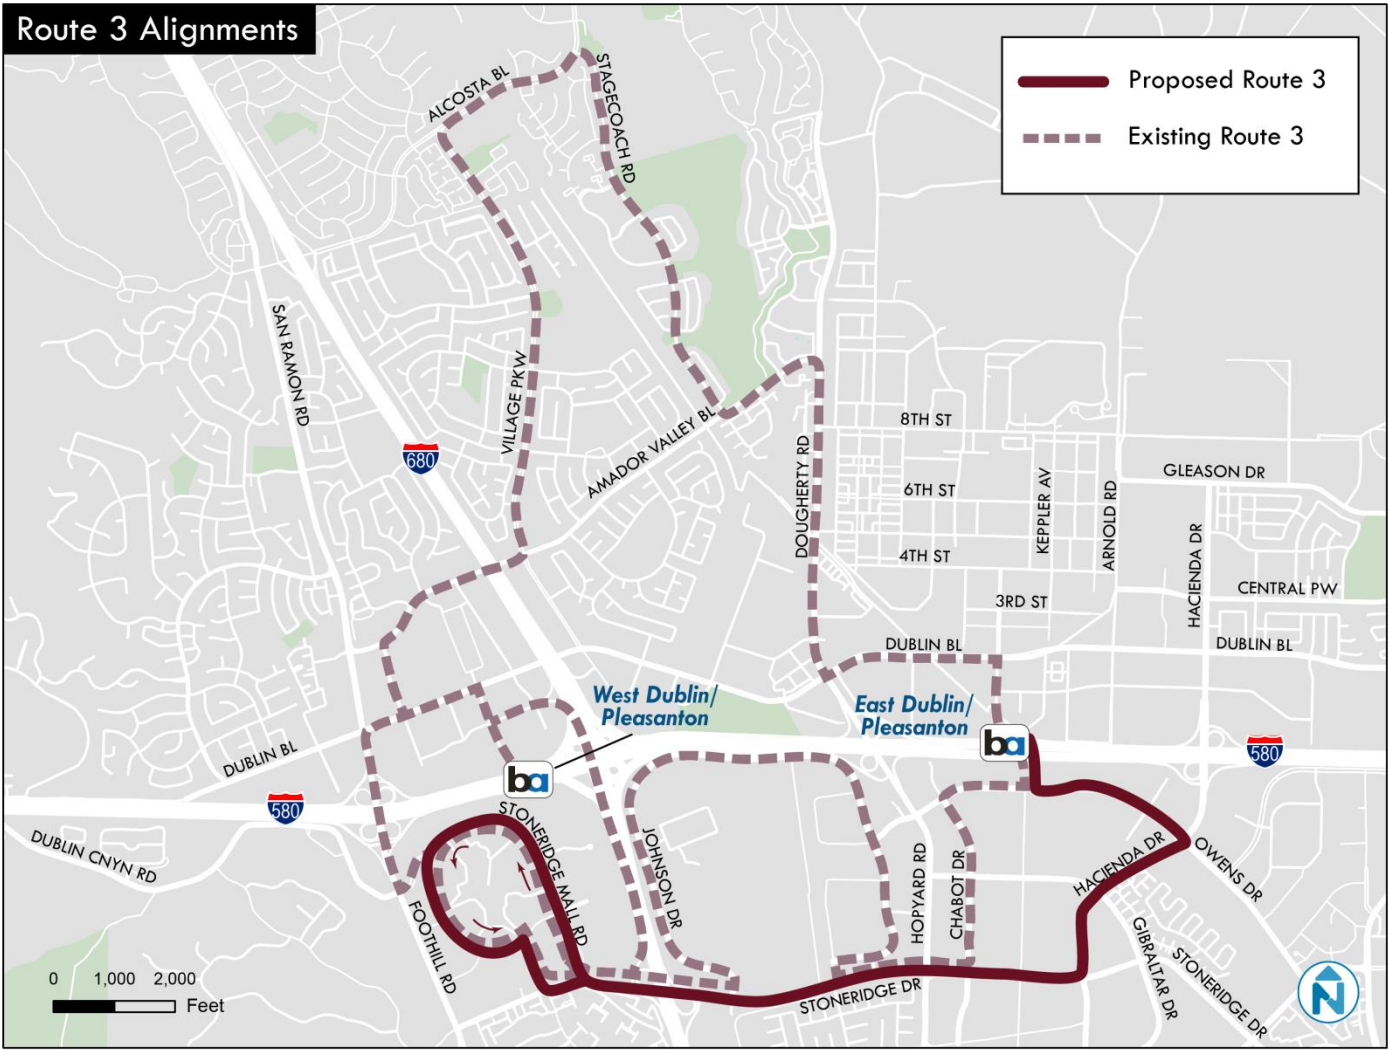 Route 3 Alignments
Proposed Route 3
Existing Route 3
ALCOSTA BL
STAGECOACH RD
SAN RAMON RD
VILLAGE PKW
680
AMADOR VALLEY BL
DOUGHERTY RD
8TH ST
6TH ST
4TH ST
3RD ST
KEPPLER AV
ARNOLD RD
GLEASON DR
HACIENDA DR
CENTRAL PW
DUBLIN BL
DUBLIN BL
West Dublin/
Pleasanton
East Dublin/
Pleasanton
ba
580
DUBLIN BL
ba
580
STONERIDGE MALL RD
DUBLIN CNYN RD
JOHNSON DR
HOPYARD RD
CHABOT DR
HACIENDA DR
OWENS DR
FOOTHILL RD
GIBRALTAR DR
STONERIDGE DR
STONERIDGE DR
0 1,000 2,000
Feet
N